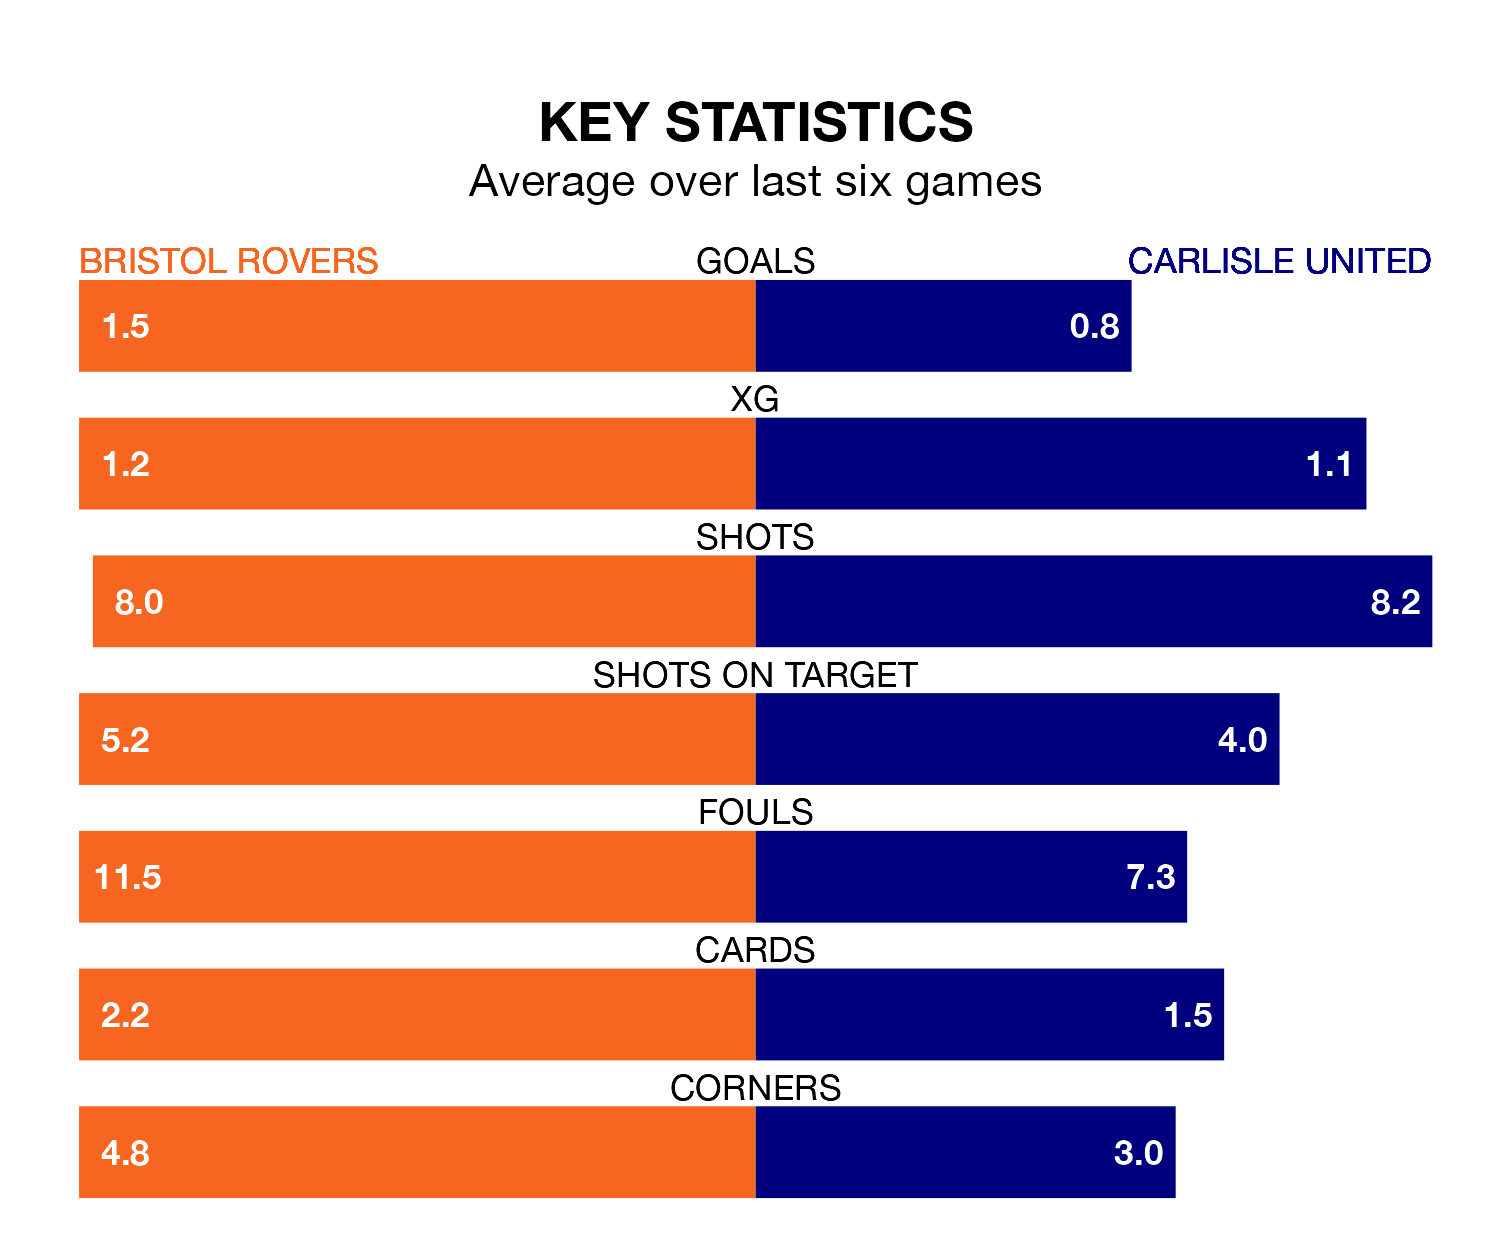 KEY STATISTICS
Average over last six games
BRISTOL ROVERS GOALS CARLISLE UNITED
1.5 0.8
XG
1.2 1.1
SHOTS
8.0 8.2
SHOTS ON TARGET
5.2 4.0
FOULS
11.5 7.3
CARDS
2.2 1.5
CORNERS
4.8 3.0